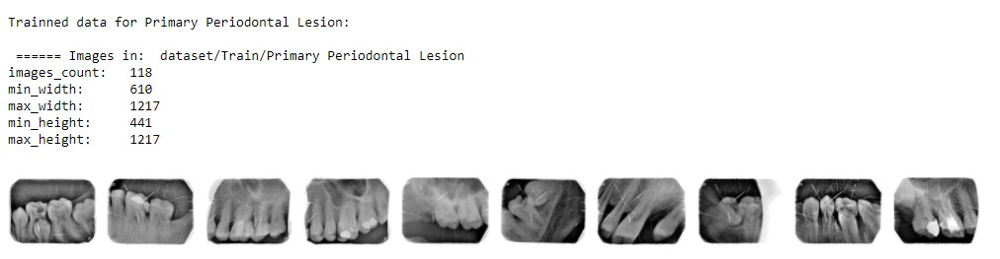 Trainned data for Primary Periodontal Lesion:
====== Images in:  dataset/Train/Primary Periodontal Lesion
images_count:   118
min_width:      610
max_width:      1217
min_height:     441
max_height:     1217